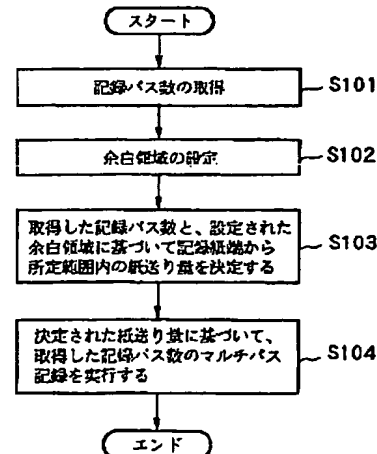 スタート
記録パス数の取得
S101
余白領域の設定
S102
取得した記録パス数と、設定された
余白領域に基づいて記録紙端から
所定範囲内の紙送り量を決定する
S103
決定された紙送り量に基づいて、
取得した記録パス数のマルチパス
記録を実行する
S104
エンド